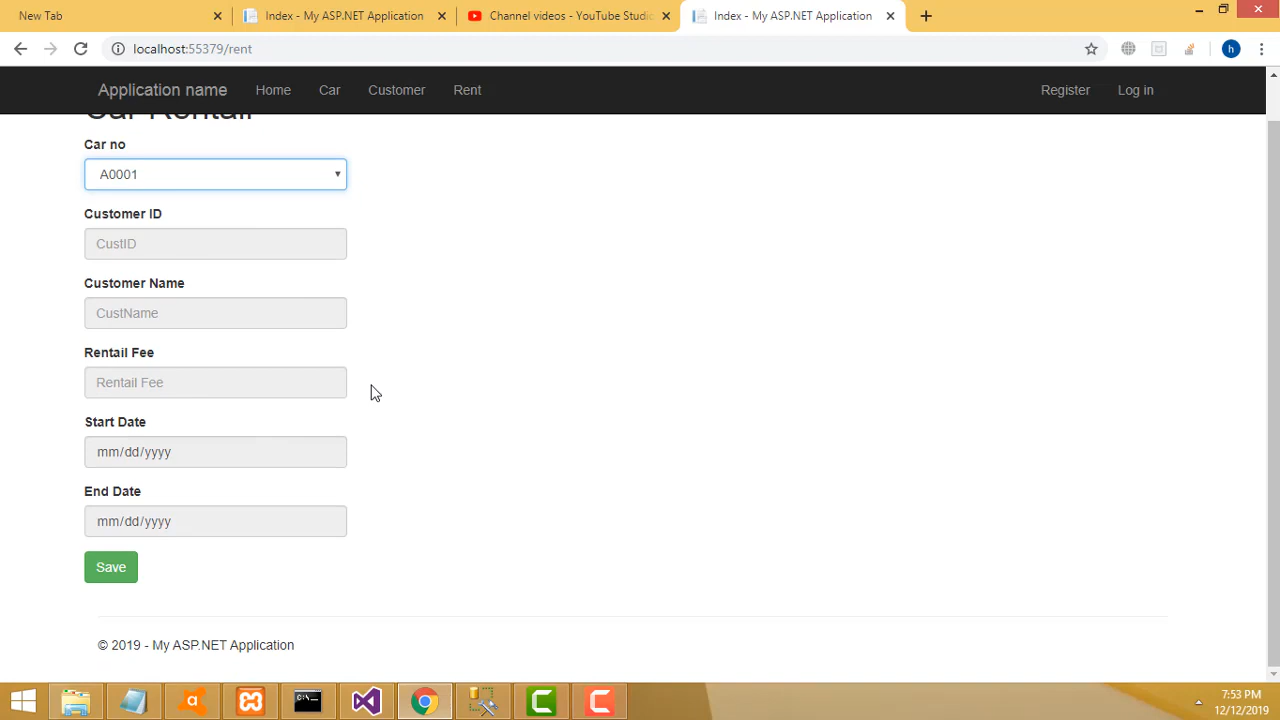 New Tab
Index - My ASP.NET Application
Channel videos - YouTube Studio
Index - My ASP.NET Application
localhost:55379/rent
h
Application name Home Car Customer Rent Register Log in
Car Rentail
Car no
A0001
Customer ID
CustID
Customer Name
CustName
Rentail Fee
Rentail Fee
Start Date
mm/dd/yyyy
End Date
mm/dd/yyyy
Save
© 2019 - My ASP.NET Application
7:53 PM
12/12/2019